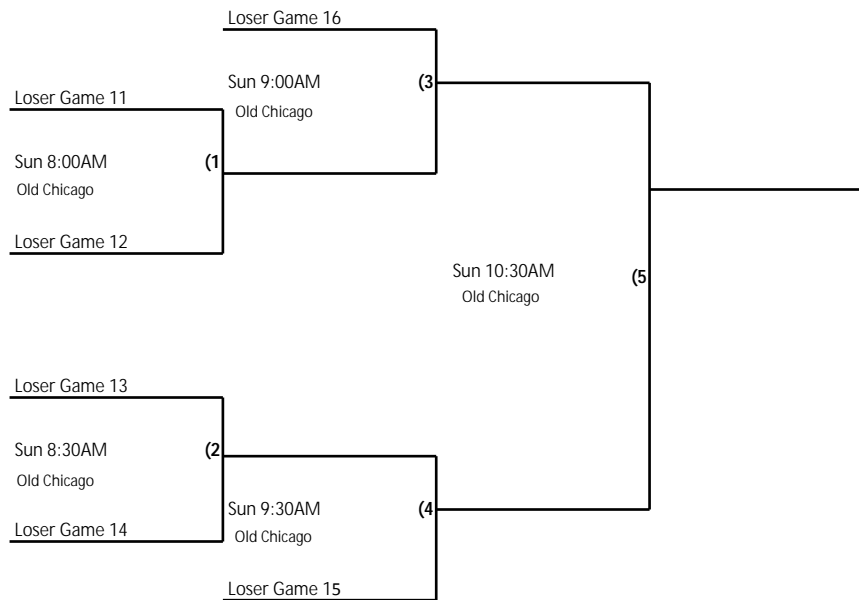 Loser Game 16
Sun 9:00AM
(3
Old Chicago
Loser Game 11
Sun 8:00AM
(1
Old Chicago
Loser Game 12
Sun 10:30AM
(5
Old Chicago
Loser Game 13
Sun 8:30AM
(2
Old Chicago
Loser Game 14
Sun 9:30AM
(4
Old Chicago
Loser Game 15